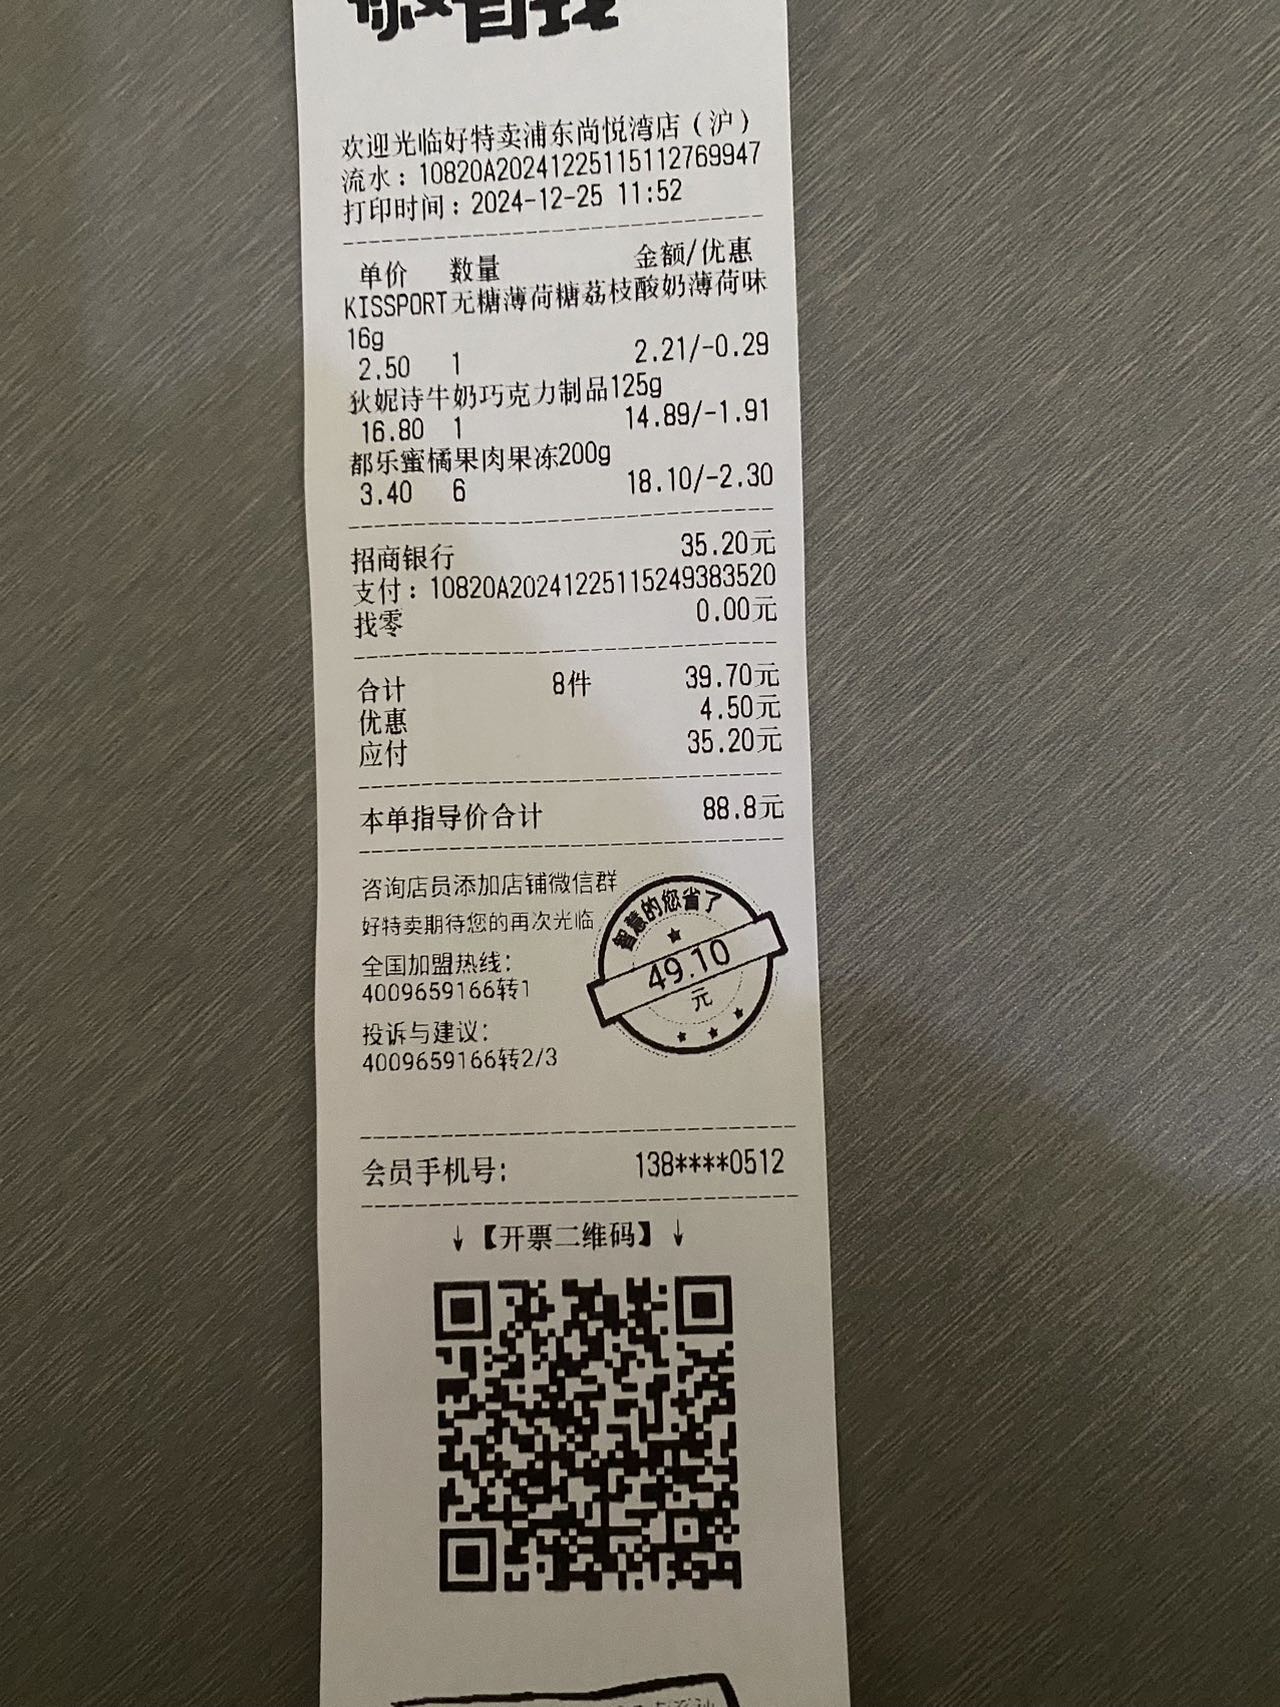 欢迎光临好特卖浦东尚悦湾店（沪）
流水：10820A20241225115112769947
打印时间：2024-12-25 11:52
单价 数量 金额/优惠
KISSPORT无糖薄荷糖荔枝酸奶薄荷味
16g
2.50 1 2.21/-0.29
狄妮诗牛奶巧克力制品125g
16.80 1 14.89/-1.91
都乐蜜橘果肉果冻200g
3.40 6 18.10/-2.30
招商银行 35.20元
支付：10820A20241225115249383520
找零 0.00元
合计 8件 39.70元
优惠 4.50元
应付 35.20元
本单指导价合计 88.8元
咨询店员添加店铺微信群
好特卖期待您的再次光临
全国加盟热线：
4009659166转1
投诉与建议：
4009659166转2/3
智慧的您省了
49.10
元
会员手机号： 138****0512
↓【开票二维码】↓